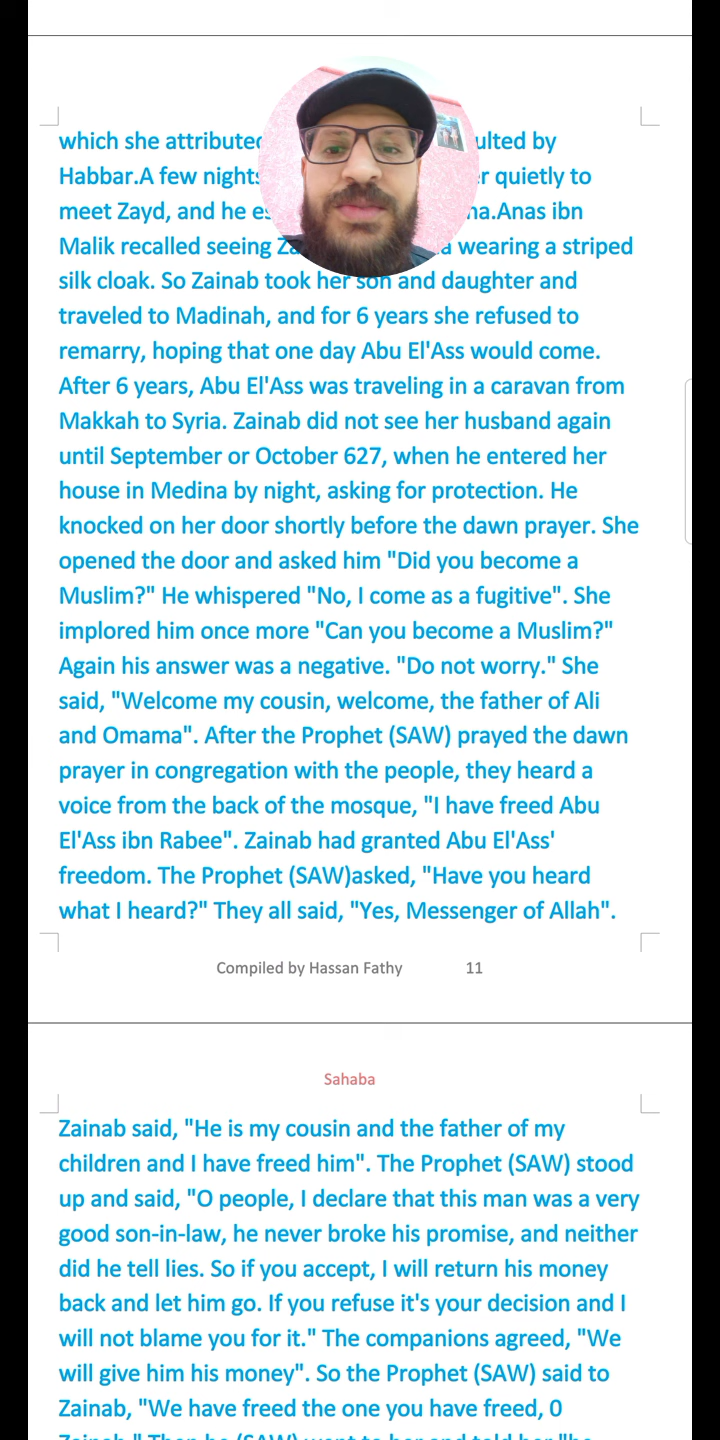 which she attributed ulted by
Habbar.A few nights r quietly to
meet Zayd, and he es na.Anas ibn
Malik recalled seeing Za a wearing a striped
silk cloak. So Zainab took her son and daughter and
traveled to Madinah, and for 6 years she refused to
remarry, hoping that one day Abu El'Ass would come.
After 6 years, Abu El'Ass was traveling in a caravan from
Makkah to Syria. Zainab did not see her husband again
until September or October 627, when he entered her
house in Medina by night, asking for protection. He
knocked on her door shortly before the dawn prayer. She
opened the door and asked him "Did you become a
Muslim?" He whispered "No, I come as a fugitive". She
implored him once more "Can you become a Muslim?"
Again his answer was a negative. "Do not worry." She
said, "Welcome my cousin, welcome, the father of Ali
and Omama". After the Prophet (SAW) prayed the dawn
prayer in congregation with the people, they heard a
voice from the back of the mosque, "I have freed Abu
El'Ass ibn Rabee". Zainab had granted Abu El'Ass'
freedom. The Prophet (SAW)asked, "Have you heard
what I heard?" They all said, "Yes, Messenger of Allah".
Compiled by Hassan Fathy 11
Sahaba
Zainab said, "He is my cousin and the father of my
children and I have freed him". The Prophet (SAW) stood
up and said, "O people, I declare that this man was a very
good son-in-law, he never broke his promise, and neither
did he tell lies. So if you accept, I will return his money
back and let him go. If you refuse it's your decision and I
will not blame you for it." The companions agreed, "We
will give him his money". So the Prophet (SAW) said to
Zainab, "We have freed the one you have freed, 0
Zainab." Then he (SAW) went to her and told her "he